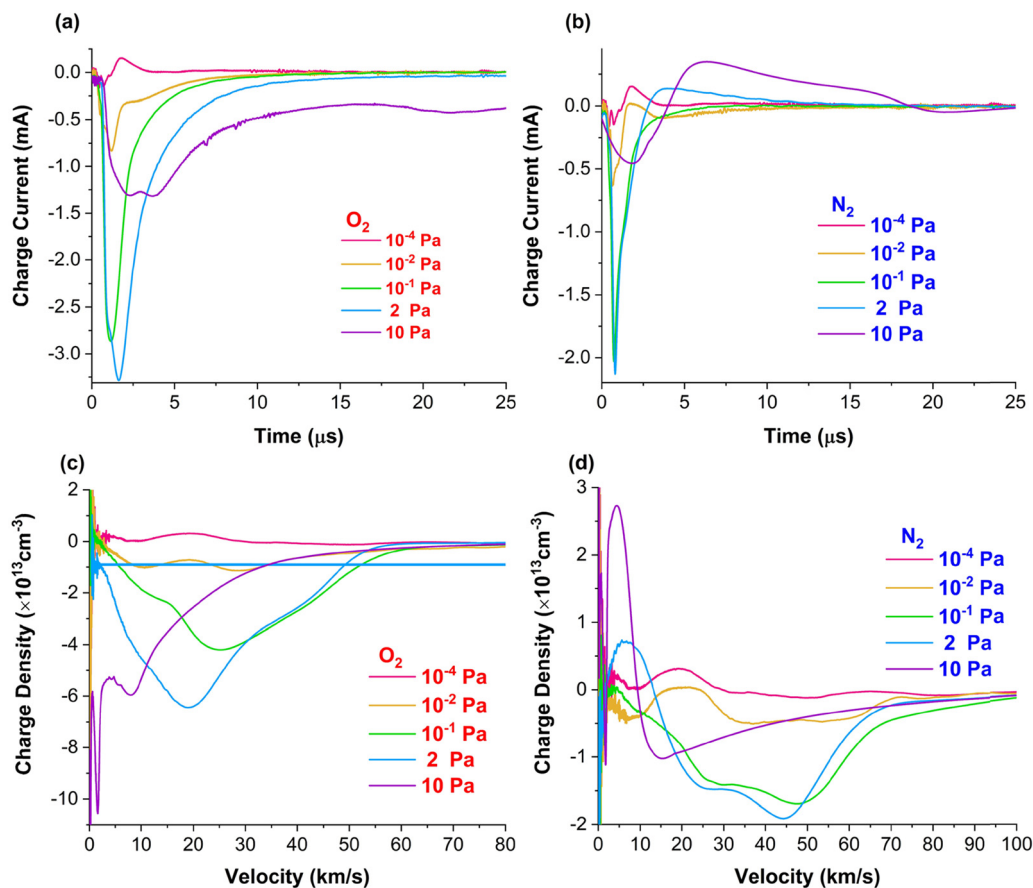 (a)
Charge Current (mA)
0.0
-0.5
-1.0
-1.5
-2.0
-2.5
-3.0
O₂
10⁻⁴ Pa
10⁻² Pa
10⁻¹ Pa
2 Pa
10 Pa
0 5 10 15 20 25
Time (μs)
(b)
Charge Current (mA)
0.5
0.0
-0.5
-1.0
-1.5
-2.0
N₂
10⁻⁴ Pa
10⁻² Pa
10⁻¹ Pa
2 Pa
10 Pa
0 5 10 15 20 25
Time (μs)
(c)
Charge Density (×10¹³cm⁻³)
2
0
-2
-4
-6
-8
-10
O₂
10⁻⁴ Pa
10⁻² Pa
10⁻¹ Pa
2 Pa
10 Pa
0 10 20 30 40 50 60 70 80
Velocity (km/s)
(d)
Charge Density (×10¹³cm⁻³)
3
2
1
0
-1
-2
N₂
10⁻⁴ Pa
10⁻² Pa
10⁻¹ Pa
2 Pa
10 Pa
0 10 20 30 40 50 60 70 80 90 100
Velocity (km/s)